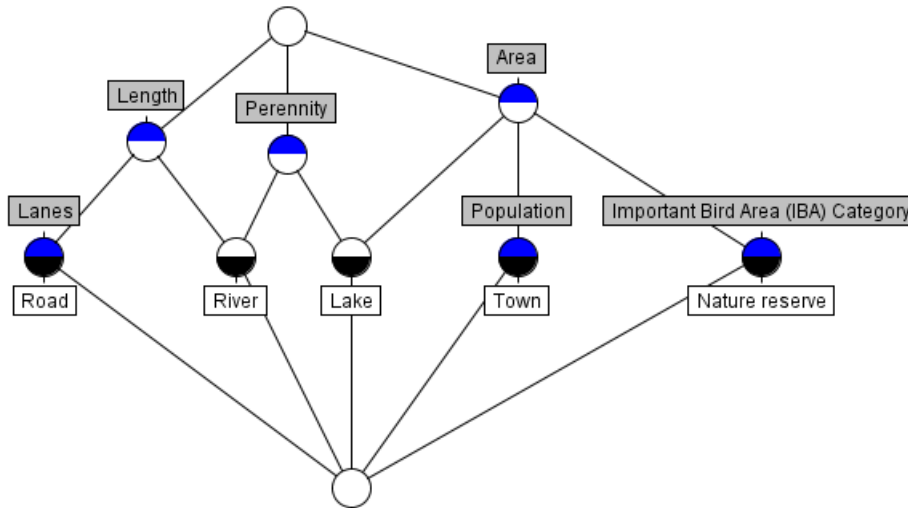 Area
Length
Perennity
Lanes
Population
Important Bird Area (IBA) Category
Road
River
Lake
Town
Nature reserve